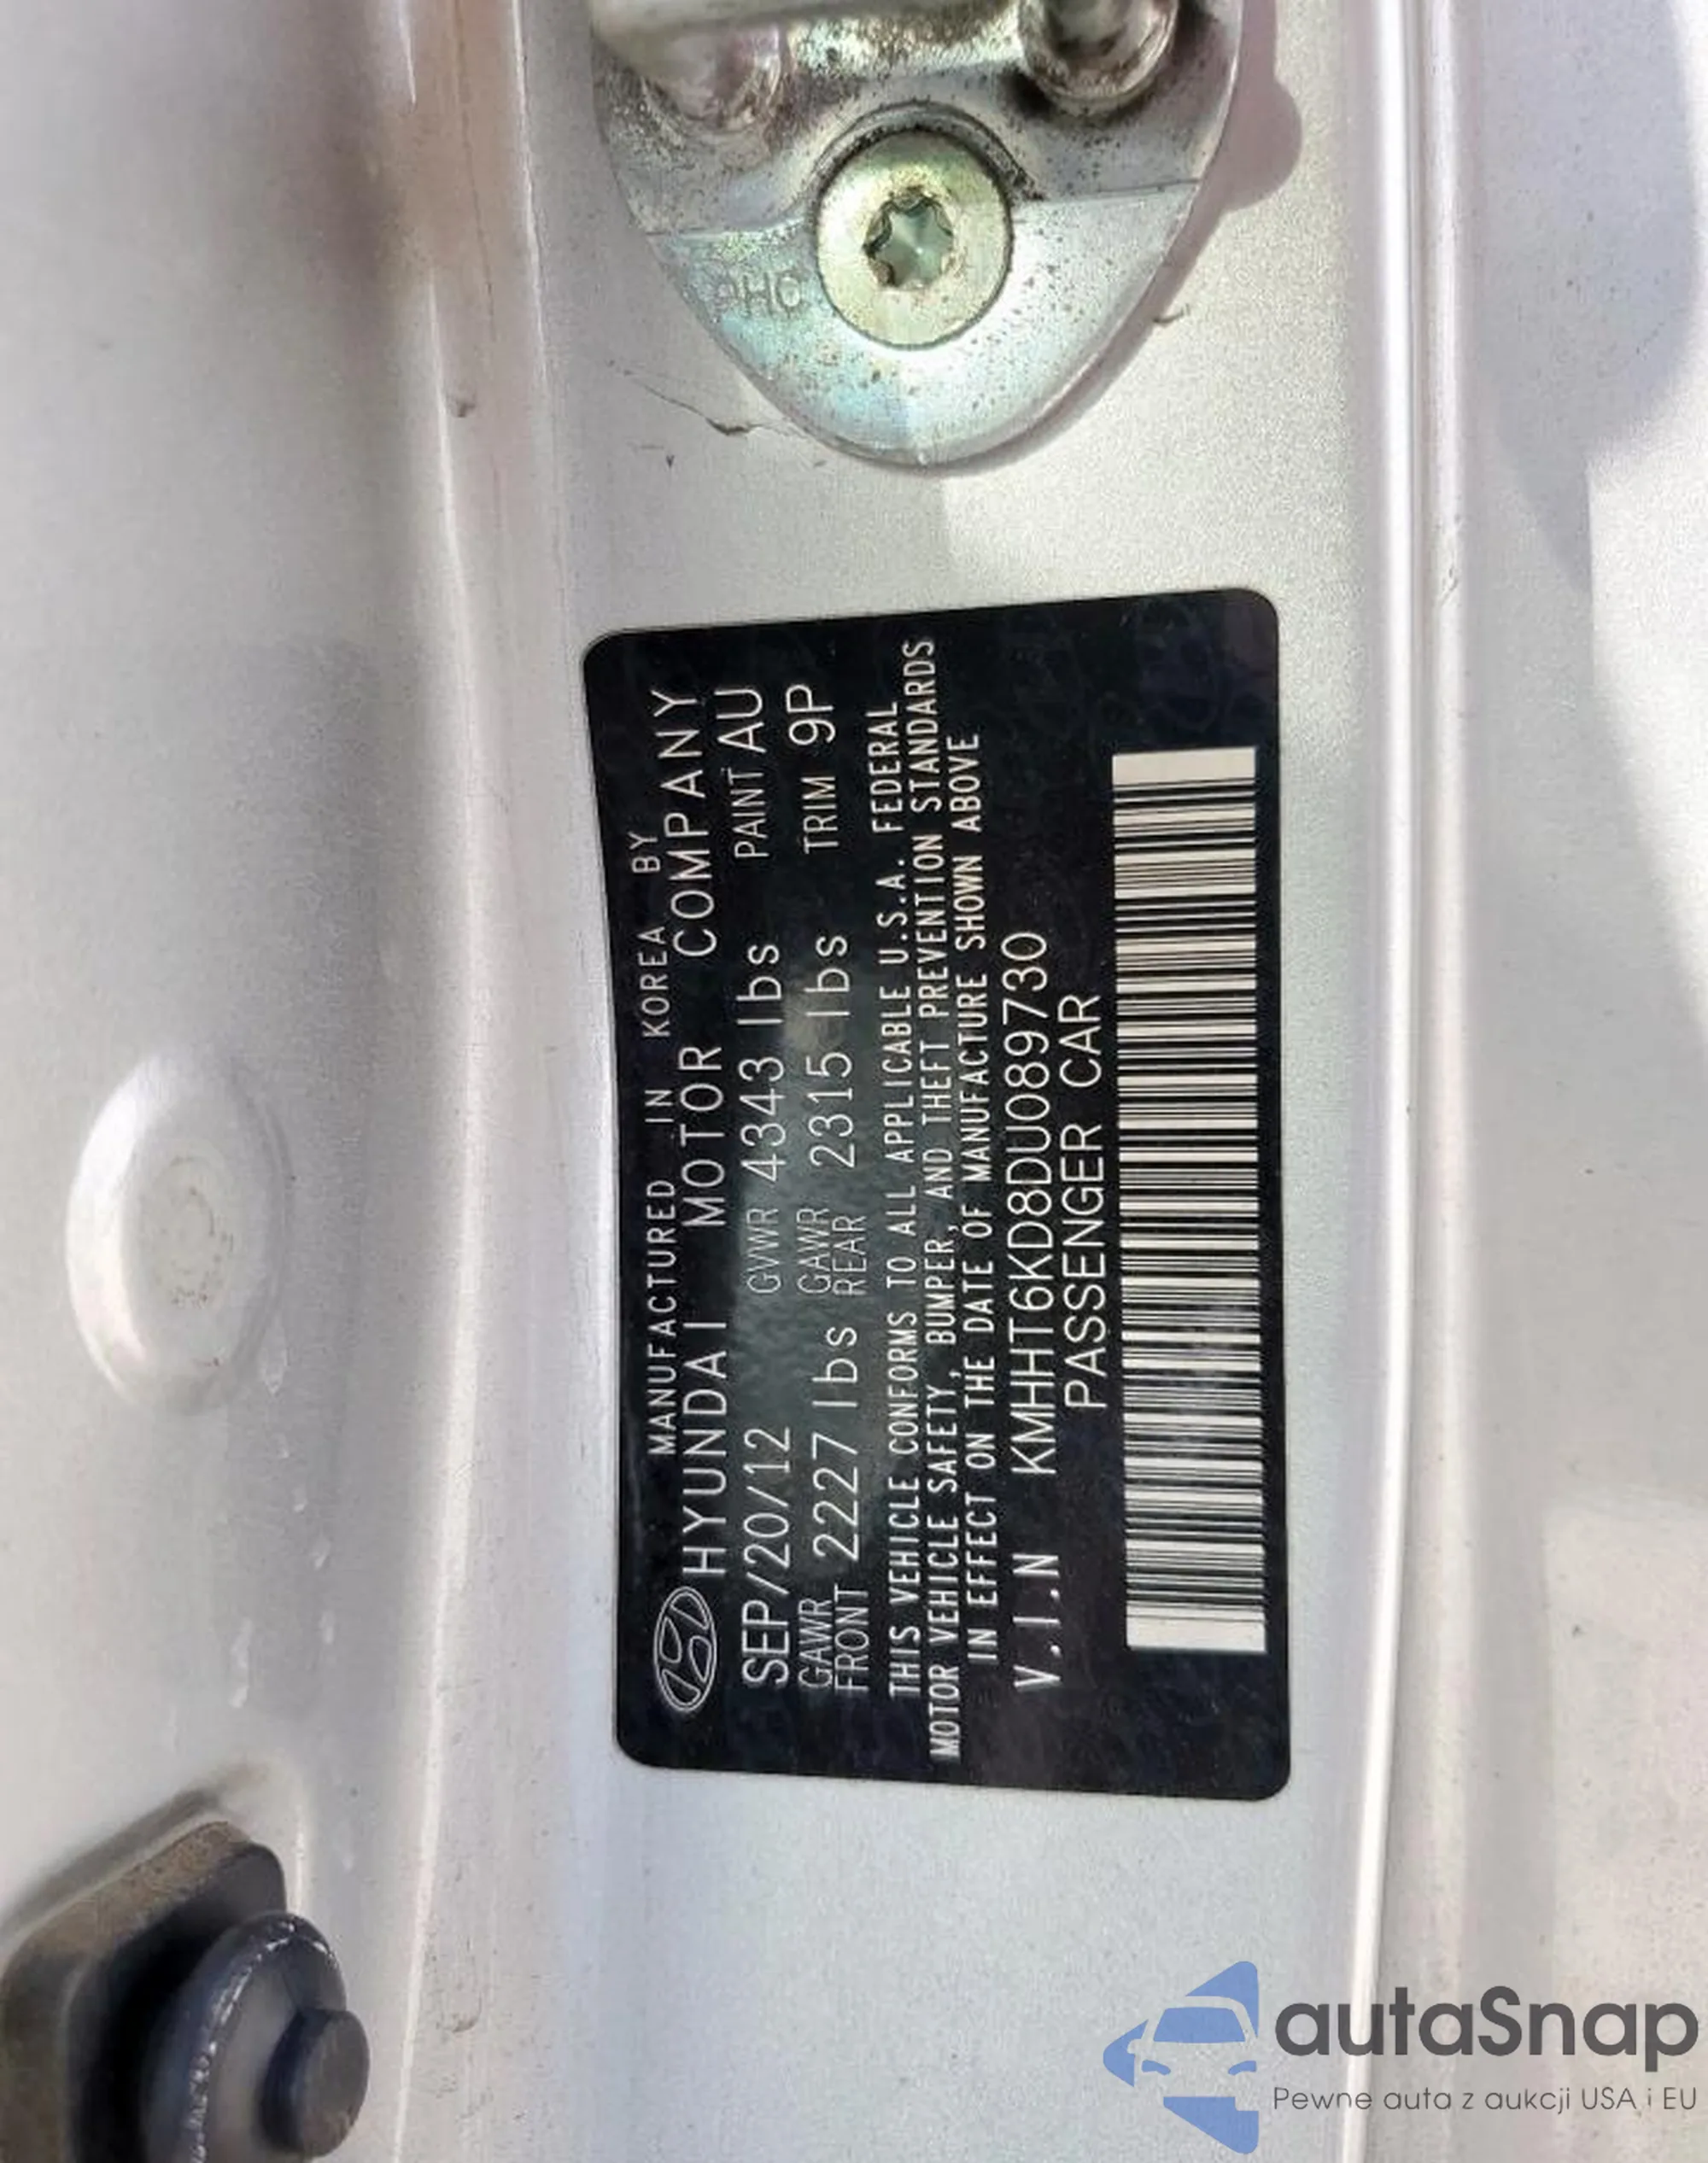 PHC
MANUFACTURED IN KOREA BY
HYUNDAI MOTOR COMPANY
SEP/20/12 GVWR 4343 lbs PAINT AU
GAWR FRONT 2227 lbs GAWR REAR 2315 lbs TRIM 9P
THIS VEHICLE CONFORMS TO ALL APPLICABLE U.S.A. FEDERAL
MOTOR VEHICLE SAFETY, BUMPER, AND THEFT PREVENTION STANDARDS
IN EFFECT ON THE DATE OF MANUFACTURE SHOWN ABOVE
V.I.N KMHHT6KD8DU089730
PASSENGER CAR
autaSnap
Pewne auta z aukcji USA i EU